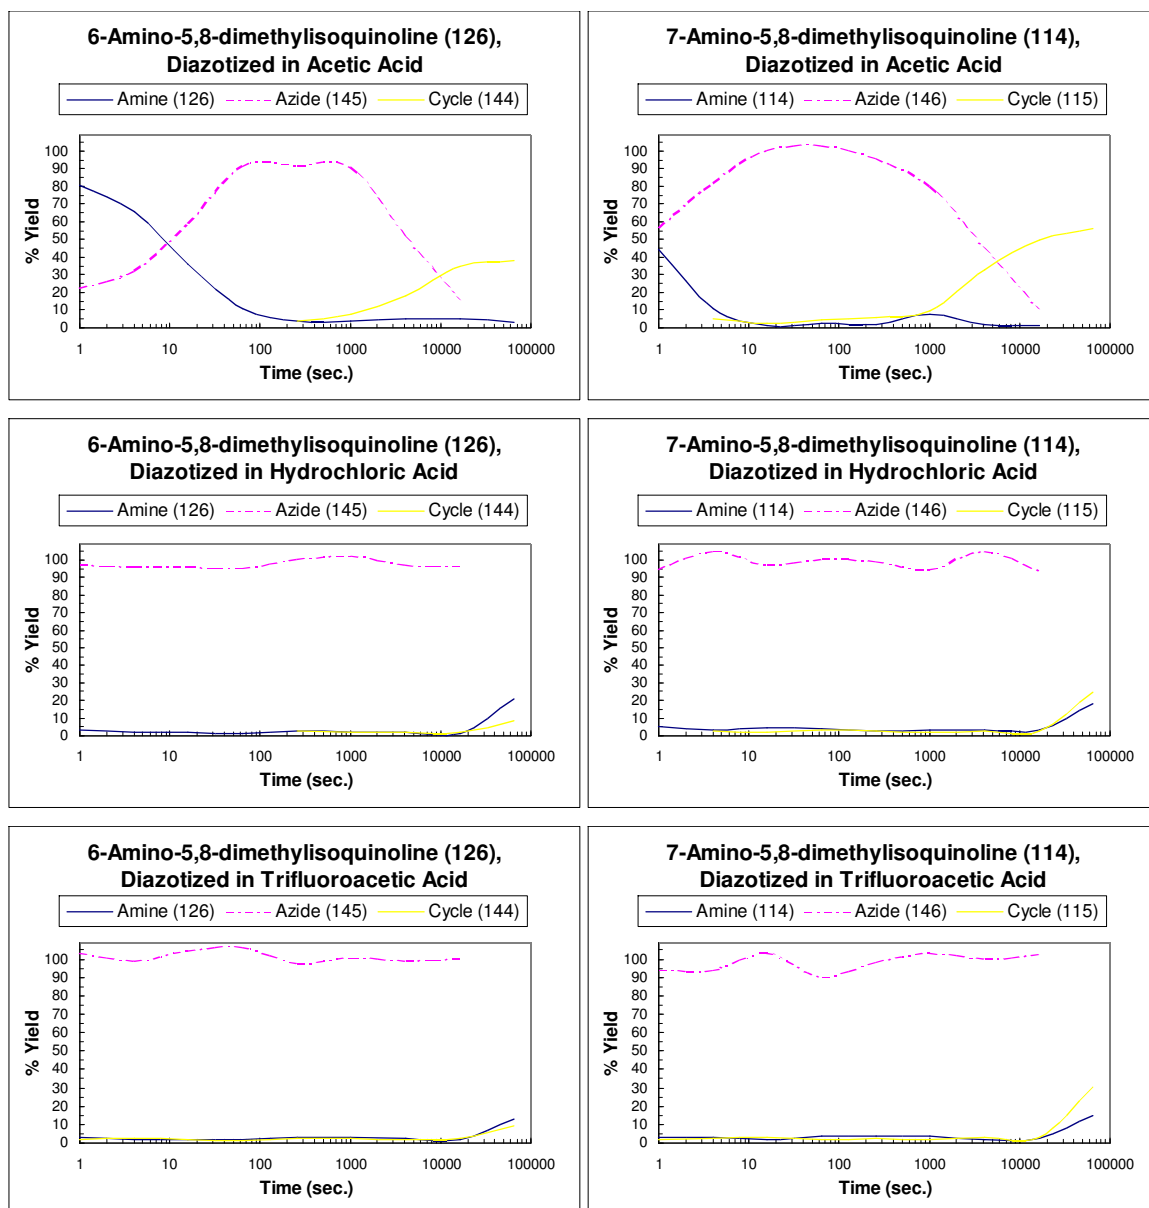 6-Amino-5,8-dimethylisoquinoline (126),
Diazotized in Acetic Acid
Amine (126) Azide (145) Cycle (144)
100
90
80
70
60
50
40
30
20
10
0
% Yield
1 10 100 1000 10000 100000
Time (sec.)
7-Amino-5,8-dimethylisoquinoline (114),
Diazotized in Acetic Acid
Amine (114) Azide (146) Cycle (115)
100
90
80
70
60
50
40
30
20
10
0
% Yield
1 10 100 1000 10000 100000
Time (sec.)
6-Amino-5,8-dimethylisoquinoline (126),
Diazotized in Hydrochloric Acid
Amine (126) Azide (145) Cycle (144)
100
90
80
70
60
50
40
30
20
10
0
% Yield
1 10 100 1000 10000 100000
Time (sec.)
7-Amino-5,8-dimethylisoquinoline (114),
Diazotized in Hydrochloric Acid
Amine (114) Azide (146) Cycle (115)
100
90
80
70
60
50
40
30
20
10
0
% Yield
1 10 100 1000 10000 100000
Time (sec.)
6-Amino-5,8-dimethylisoquinoline (126),
Diazotized in Trifluoroacetic Acid
Amine (126) Azide (145) Cycle (144)
100
90
80
70
60
50
40
30
20
10
0
% Yield
1 10 100 1000 10000 100000
Time (sec.)
7-Amino-5,8-dimethylisoquinoline (114),
Diazotized in Trifluoroacetic Acid
Amine (114) Azide (146) Cycle (115)
100
90
80
70
60
50
40
30
20
10
0
% Yield
1 10 100 1000 10000 100000
Time (sec.)